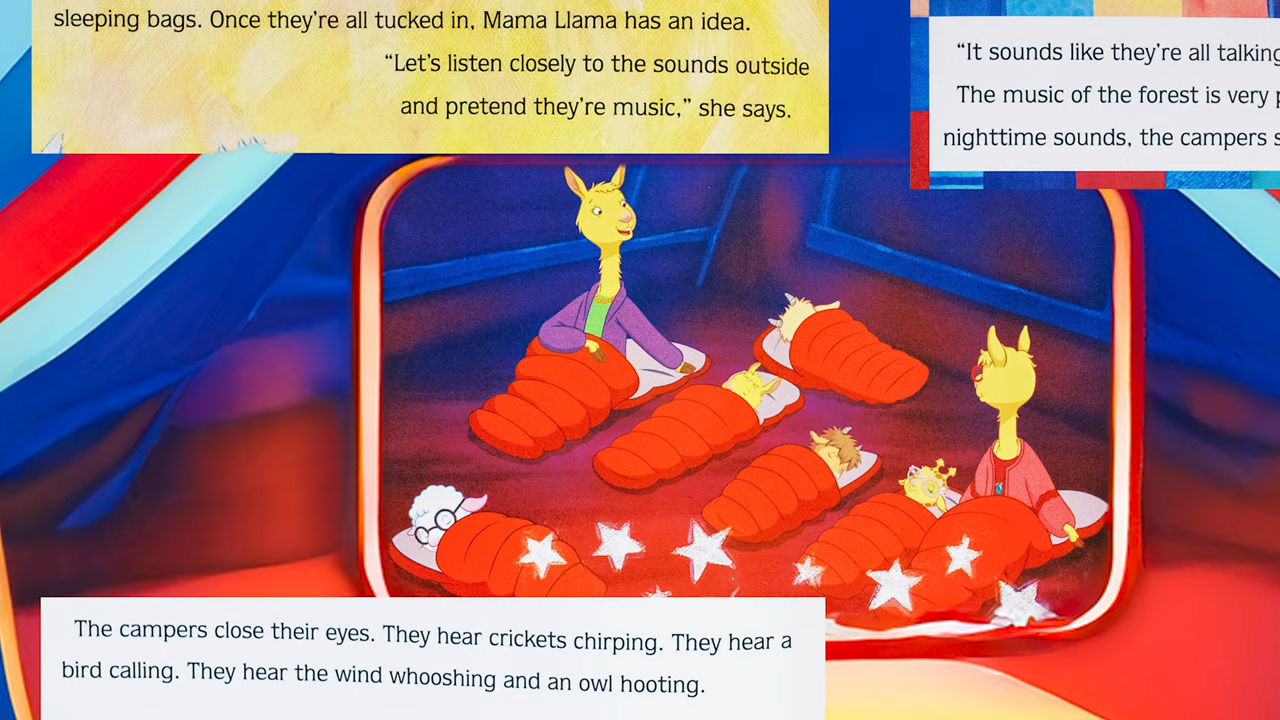 sleeping bags. Once they’re all tucked in, Mama Llama has an idea.
“Let’s listen closely to the sounds outside
and pretend they’re music,” she says.
“It sounds like they’re all talking
The music of the forest is very
nighttime sounds, the campers
The campers close their eyes. They hear crickets chirping. They hear a
bird calling. They hear the wind whooshing and an owl hooting.